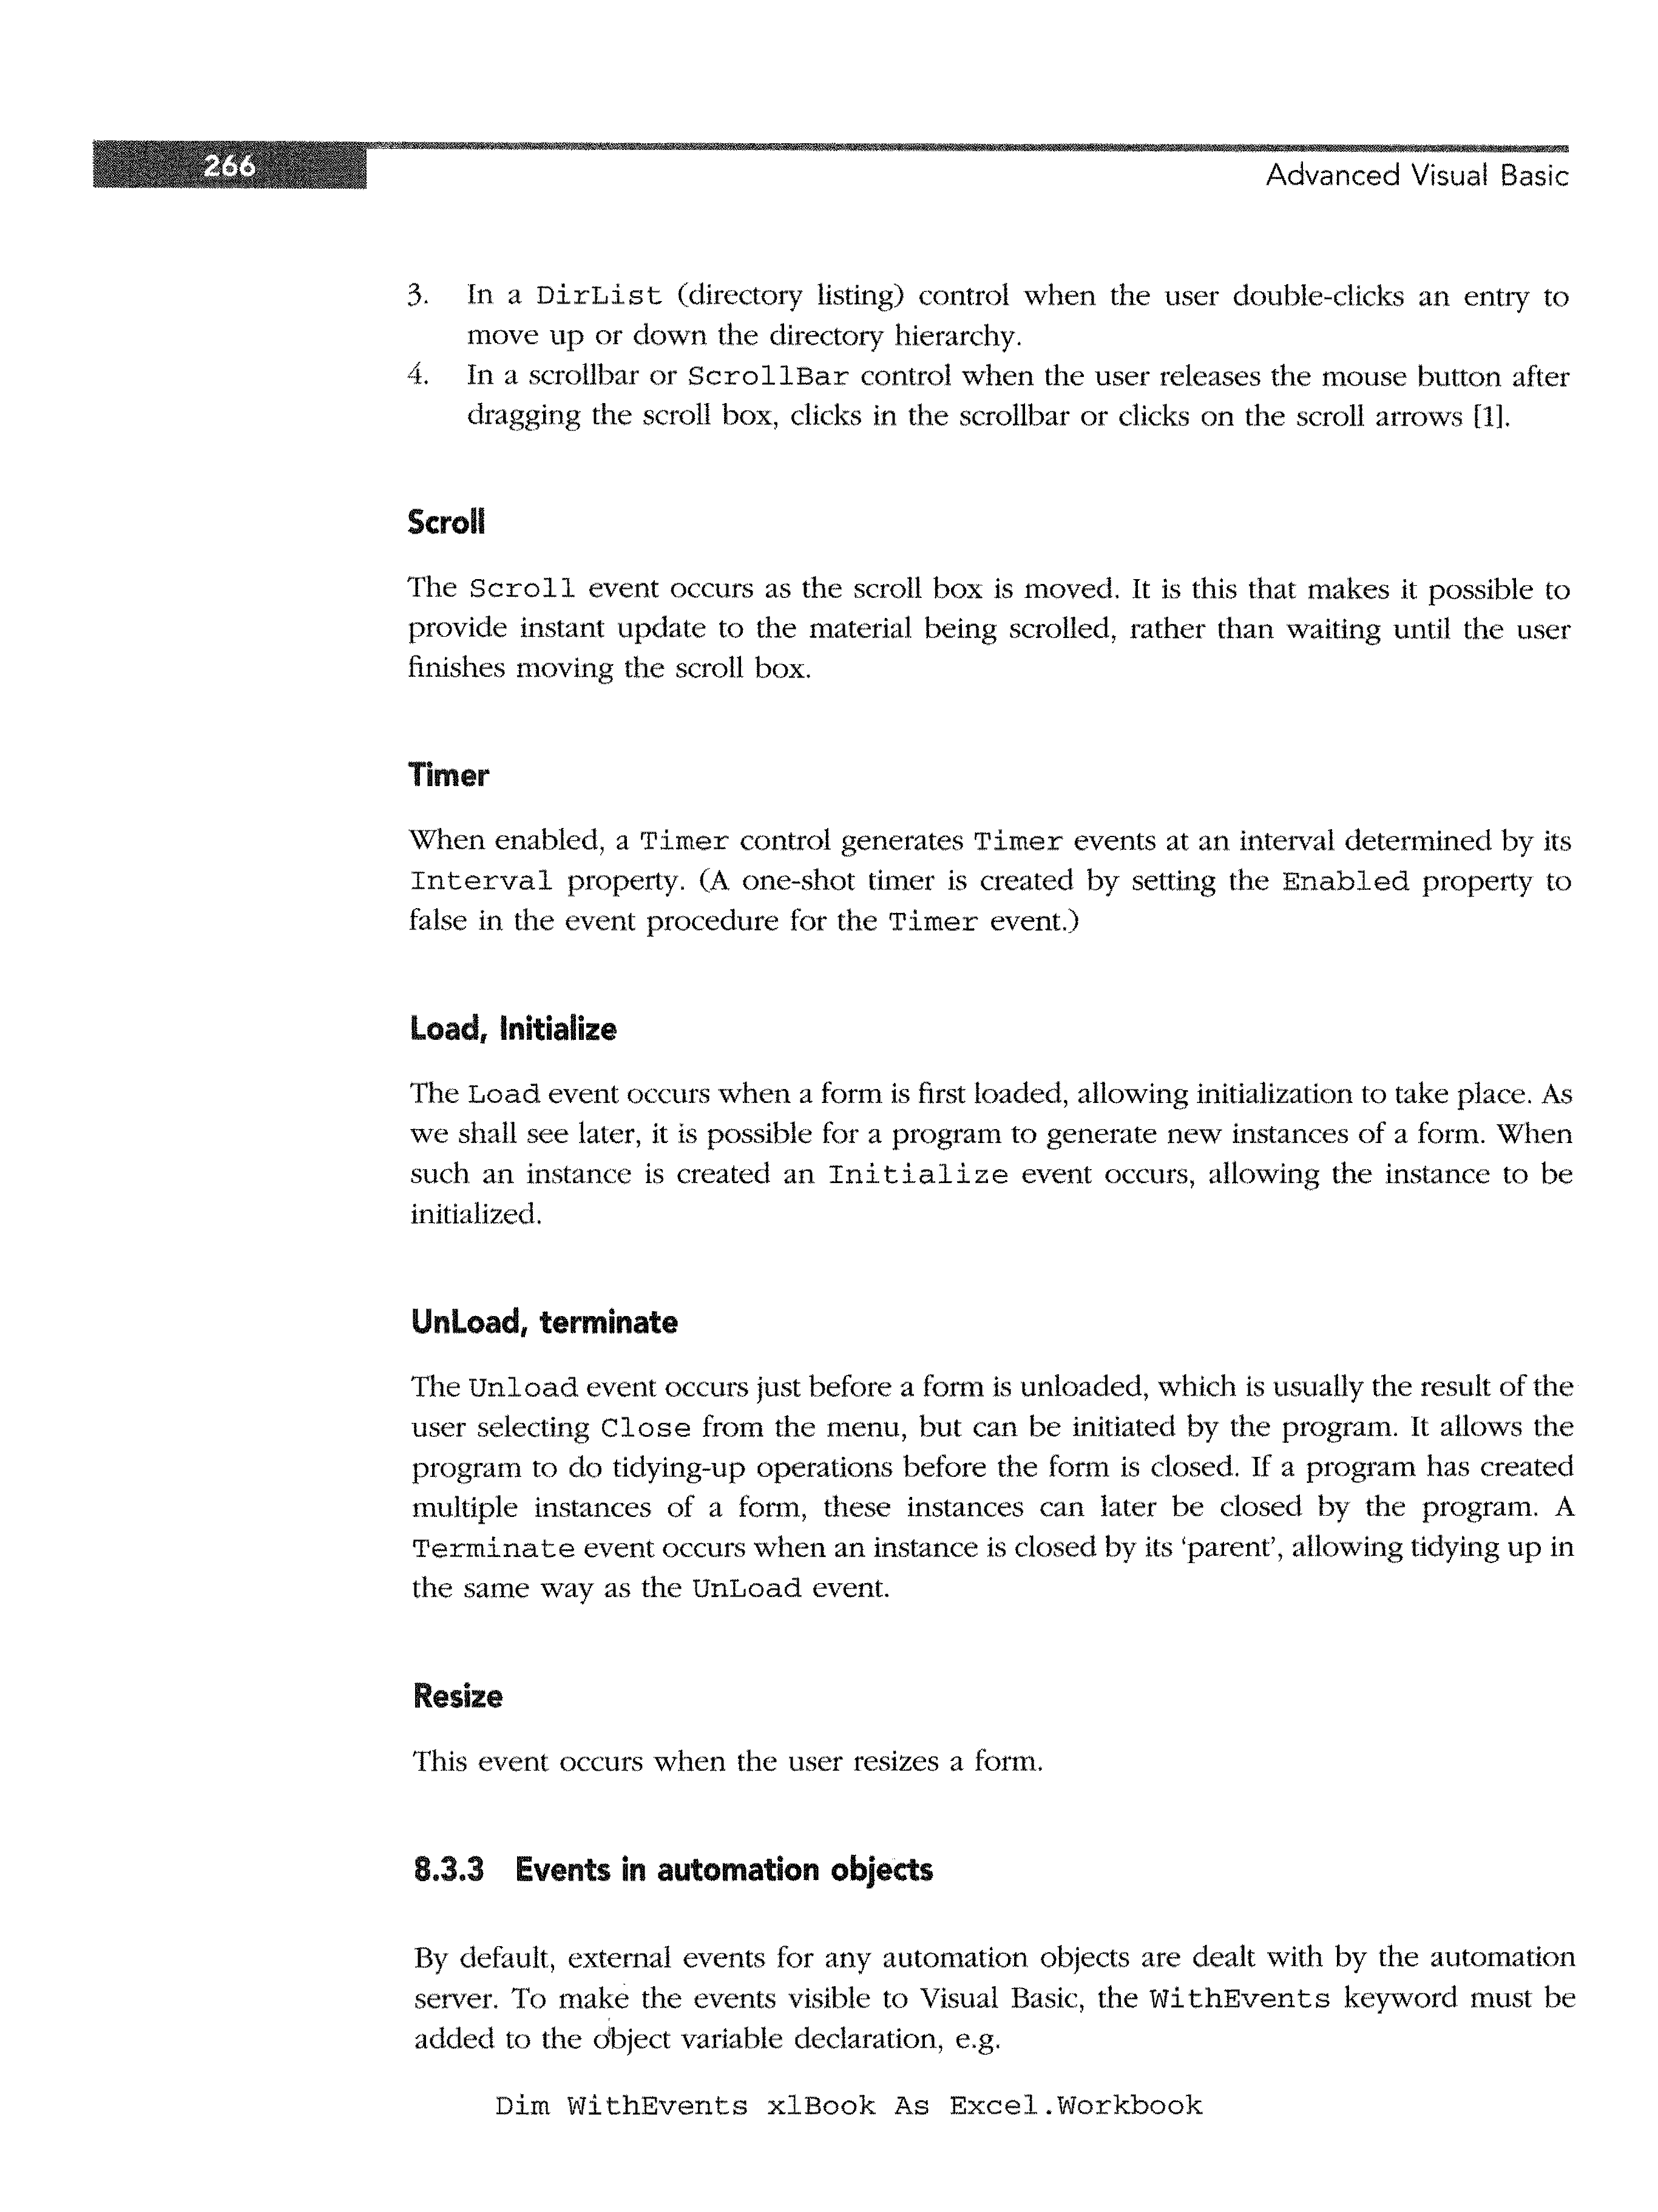 266
Advanced Visual Basic
3. In a DirList (directory listing) control when the user double-clicks an entry to
move up or down the directory hierarchy.
4. In a scrollbar or ScrollBar control when the user releases the mouse button after
dragging the scroll box, clicks in the scrollbar or clicks on the scroll arrows [1].
Scroll
The Scroll event occurs as the scroll box is moved. It is this that makes it possible to
provide instant update to the material being scrolled, rather than waiting until the user
finishes moving the scroll box.
Timer
When enabled, a Timer control generates Timer events at an interval determined by its
Interval property. (A one-shot timer is created by setting the Enabled property to
false in the event procedure for the Timer event.)
Load, Initialize
The Load event occurs when a form is first loaded, allowing initialization to take place. As
we shall see later, it is possible for a program to generate new instances of a form. When
such an instance is created an Initialize event occurs, allowing the instance to be
initialized.
UnLoad, terminate
The Unload event occurs just before a form is unloaded, which is usually the result of the
user selecting Close from the menu, but can be initiated by the program. It allows the
program to do tidying-up operations before the form is closed. If a program has created
multiple instances of a form, these instances can later be closed by the program. A
Terminate event occurs when an instance is closed by its 'parent', allowing tidying up in
the same way as the UnLoad event.
Resize
This event occurs when the user resizes a form.
8.3.3 Events in automation objects
By default, external events for any automation objects are dealt with by the automation
server. To make the events visible to Visual Basic, the WithEvents keyword must be
added to the object variable declaration, e.g.
Dim WithEvents xlBook As Excel.Workbook